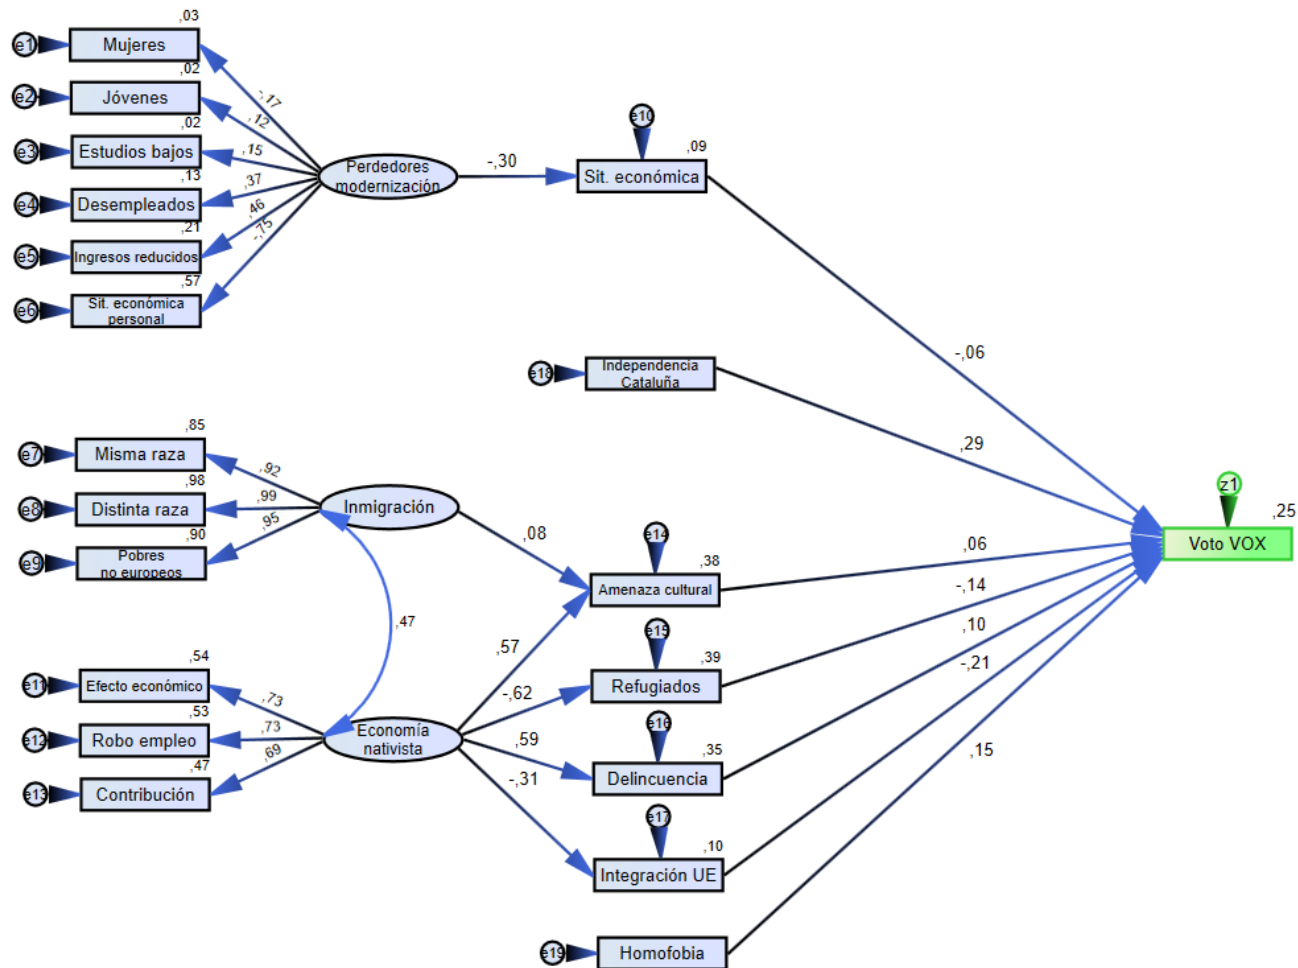 ,03
e1
Mujeres
-,17
,02
e2
Jóvenes
,12
,02
e3
Estudios bajos
,15
,13
e4
Desempleados
,37
,21
e5
Ingresos reducidos
,46
,57
e6
Sit. económica
personal
-,75
Perdedores
modernización
-,30
e10
,09
Sit. económica
-,06
e18
Independencia
Cataluña
,29
,85
e7
Misma raza
,92
,98
e8
Distinta raza
,99
,90
e9
Pobres
no europeos
,95
Inmigración
,08
,47
e14
,38
Amenaza cultural
,06
,54
e11
Efecto económico
,73
,53
e12
Robo empleo
,73
,47
e13
Contribución
,69
Economía
nativista
,57
-,62
,59
-,31
e15
,39
Refugiados
-,14
e16
,35
Delincuencia
,10
e17
,10
Integración UE
-,21
e19
Homofobia
,15
z1
,25
Voto VOX